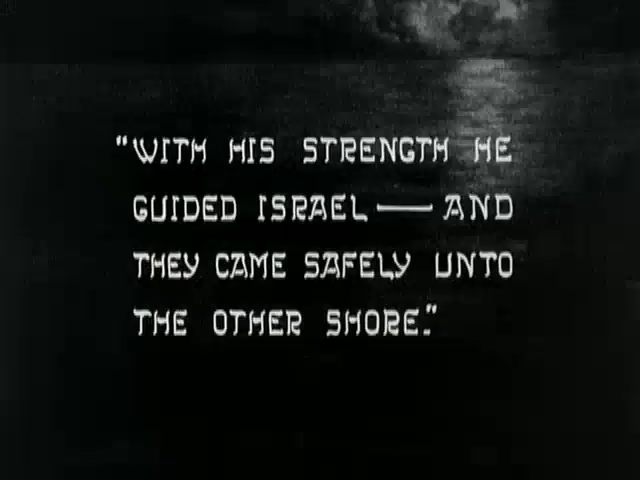 "WITH HIS STRENGTH HE
GUIDED ISRAEL — AND
THEY CAME SAFELY UNTO
THE OTHER SHORE."